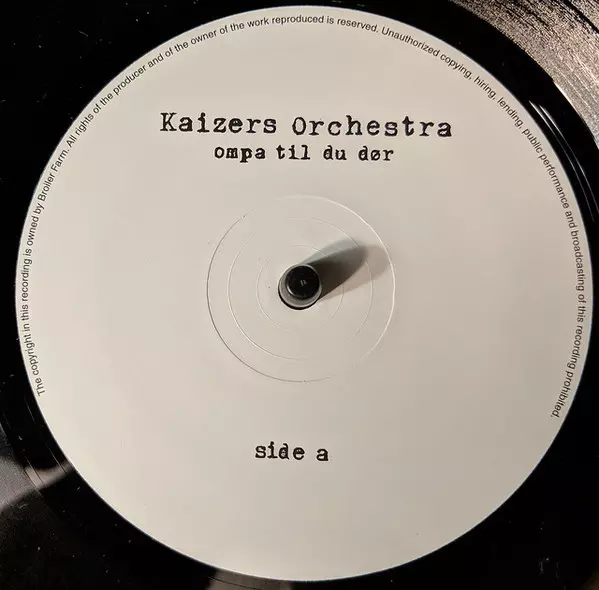 The copyright in this recording is owned by Broiler Farm. All rights of the producer and of the owner of the work reproduced is reserved. Unauthorized copying, hiring, lending, public performance and broadcasting of this recording prohibited.
Kaizers Orchestra
ompa til du dør
side a